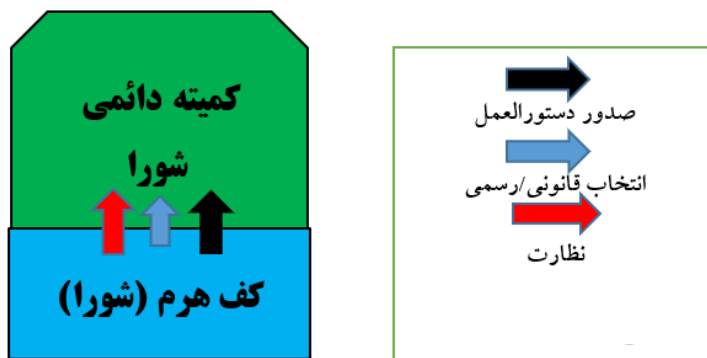 کمیته دائمی
شورا
کف هرم (شورا)
صدور دستورالعمل
انتخاب قانونی/رسمی
نظارت